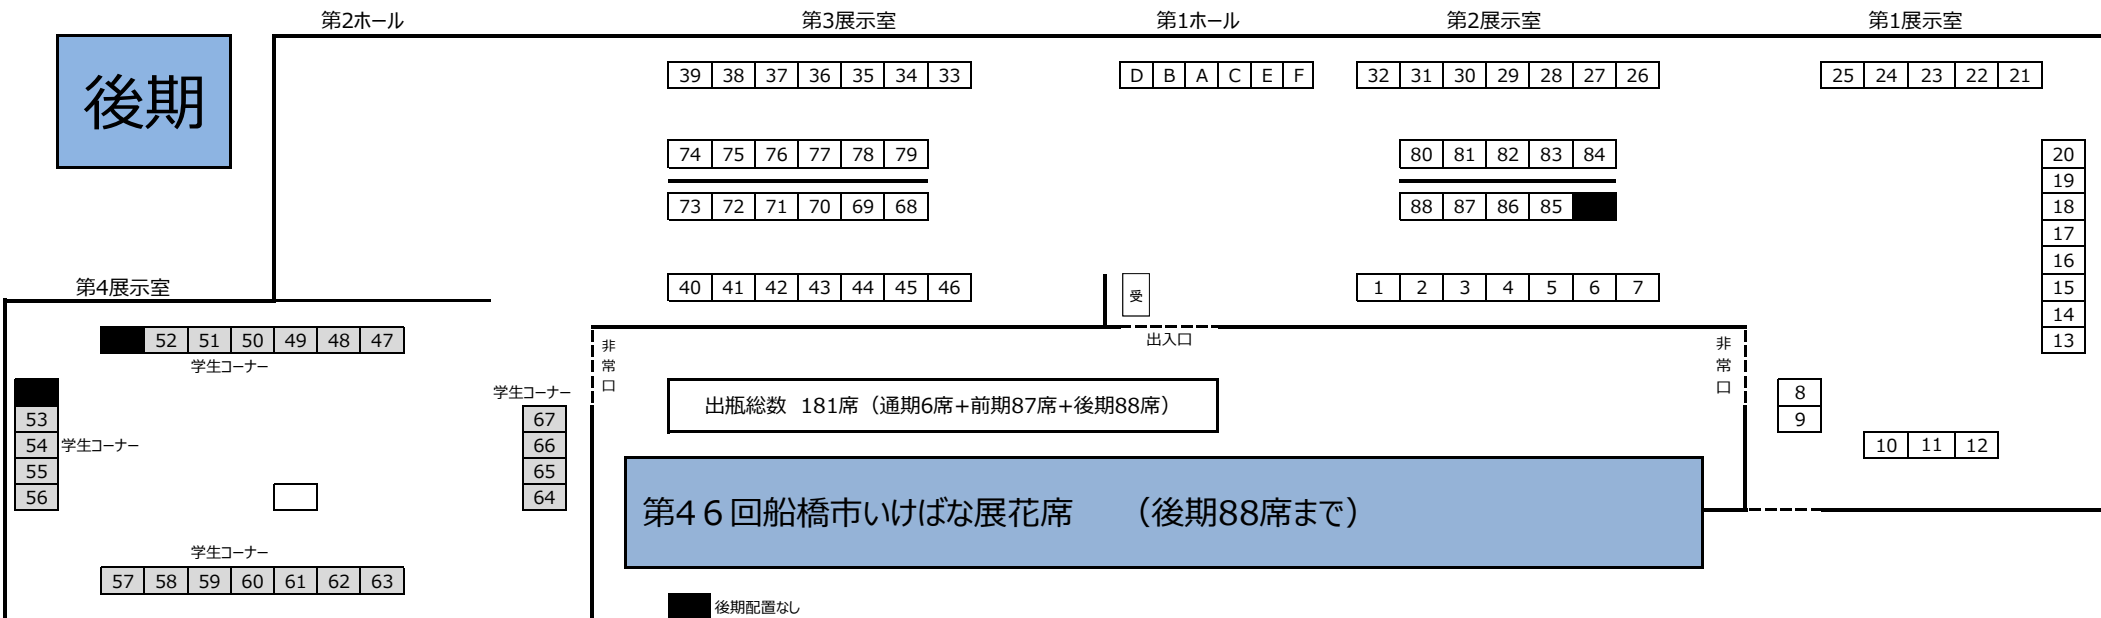 第2ホール 第3展示室 第1ホール 第2展示室 第1展示室
後期
39 38 37 36 35 34 33 D B A C E F 32 31 30 29 28 27 26 25 24 23 22 21
74 75 76 77 78 79 80 81 82 83 84 20
19
73 72 71 70 69 68 88 87 86 85 18
17
16
第4展示室
40 41 42 43 44 45 46 受 1 2 3 4 5 6 7 15
14
52 51 50 49 48 47 出入口 13
学生コーナー
非常口
非常口
学生コーナー
出瓶総数 181席（通期6席+前期87席+後期88席）
8
53 67 9
54 学生コーナー 66 10 11 12
55 65
56 64
第４６回船橋市いけばな展花席 （後期88席まで）
学生コーナー
57 58 59 60 61 62 63
後期配置なし